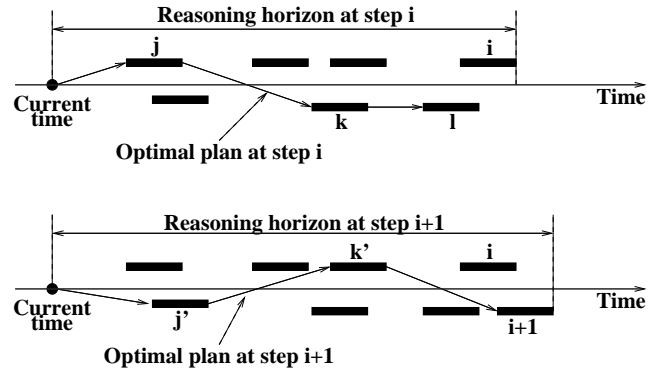 Reasoning horizon at step i
j
i
Current
time
Time
k
l
Optimal plan at step i
Reasoning horizon at step i+1
k'
i
Current
time
Time
j'
i+1
Optimal plan at step i+1